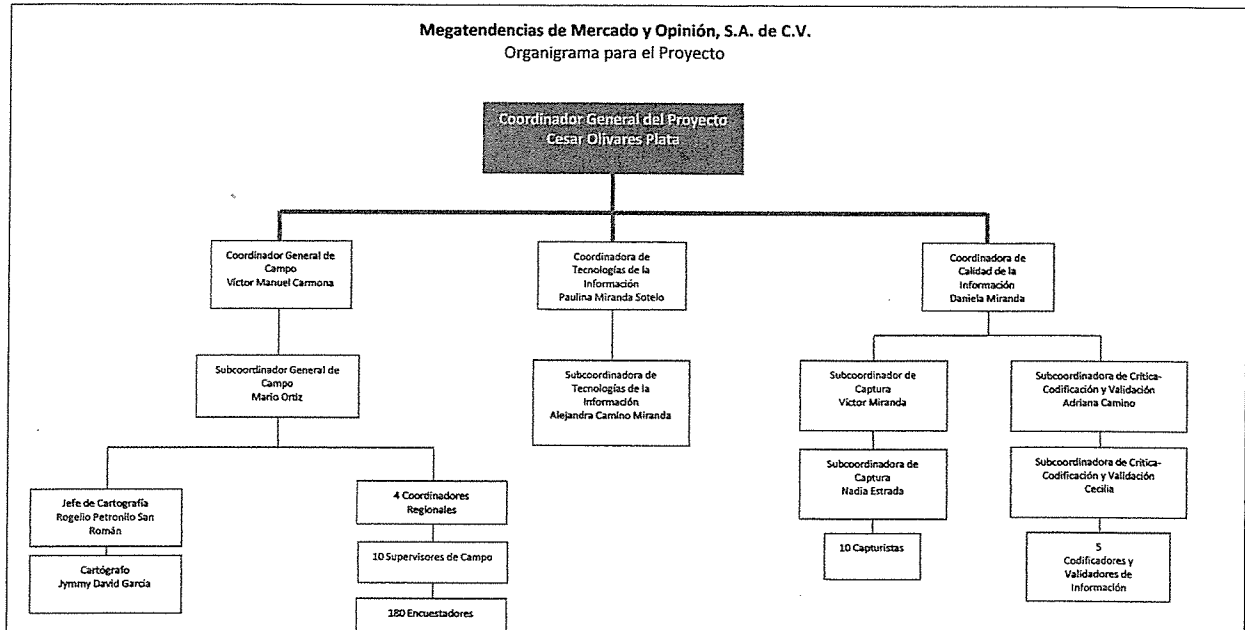 Megatendencias de Mercado y Opinión, S.A. de C.V.
Organigrama para el Proyecto
Coordinador General del Proyecto
Cesar Olivares Plata
Coordinador General de
Campo
Víctor Manuel Carmona
Coordinadora de
Tecnologías de la
Información
Paulina Miranda Sotelo
Coordinadora de
Calidad de la
Información
Daniela Miranda
Subcoordinador General de
Campo
Mario Ortiz
Subcoordinadora de
Tecnologías de la
Información
Alejandra Camino Miranda
Subcoordinador de
Captura
Víctor Miranda
Subcoordinadora de Crítica-
Codificación y Validación
Adriana Camino
Subcoordinadora de
Captura
Nadia Estrada
Subcoordinadora de Crítica-
Codificación y Validación
Cecilia
Jefe de Cartografía
Rogelio Petronilo San
Román
4 Coordinadores
Regionales
10 Capturistas
5
Codificadores y
Validadores de
Información
Cartógrafo
Jymmy David García
10 Supervisores de Campo
180 Encuestadores